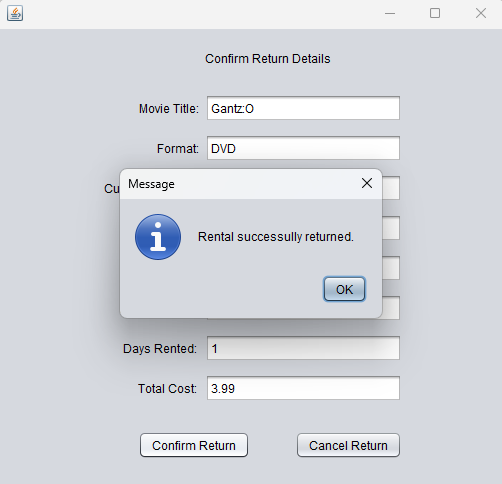 Confirm Return Details
Movie Title: Gantz:O
Format: DVD
Message
Rental successully returned.
OK
Days Rented: 1
Total Cost: 3.99
Confirm Return Cancel Return